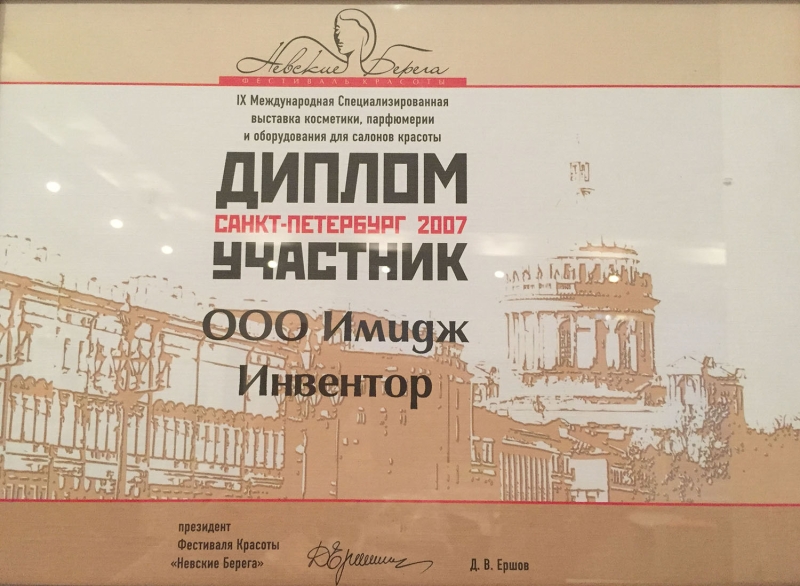 Невские Берега
ФЕСТИВАЛЬ КРАСОТЫ
IX Международная Специализированная
выставка косметики, парфюмерии
и оборудования для салонов красоты
ДИПЛОМ
САНКТ-ПЕТЕРБУРГ 2007
УЧАСТНИК
ООО Имидж
Инвентор
президент
Фестиваля Красоты
«Невские Берега»
Д. В. Ершов